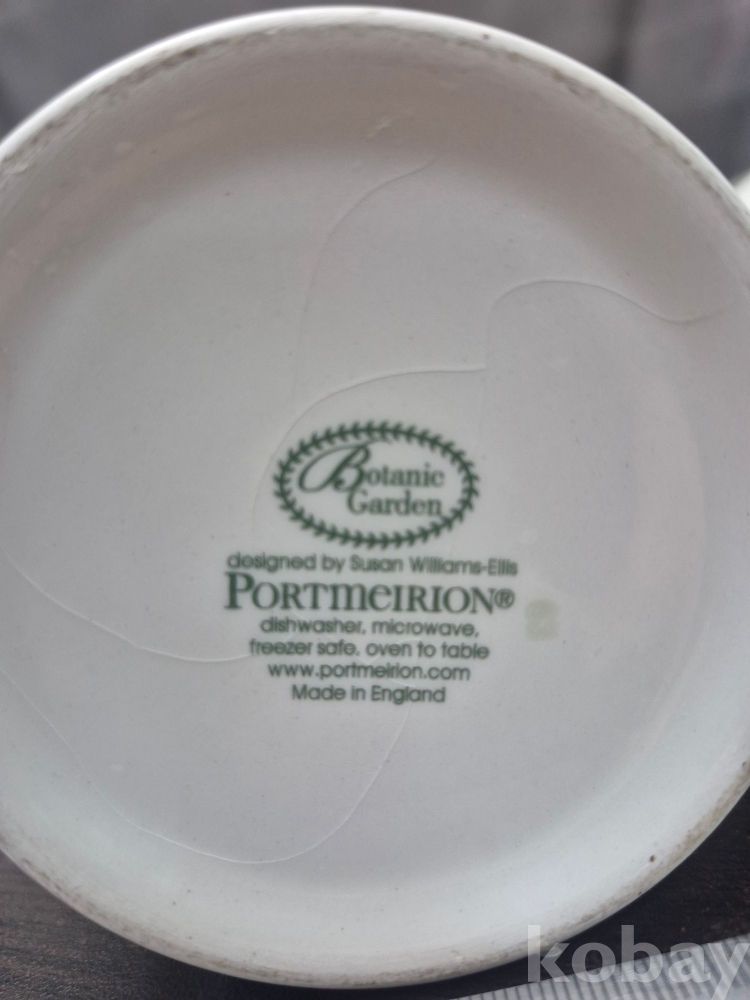 Botanic
Garden
designed by Susan Williams-Ellis
PORTMEIRION®
dishwasher, microwave,
freezer safe. oven to table
www.portmeirion.com
Made in England
kobay